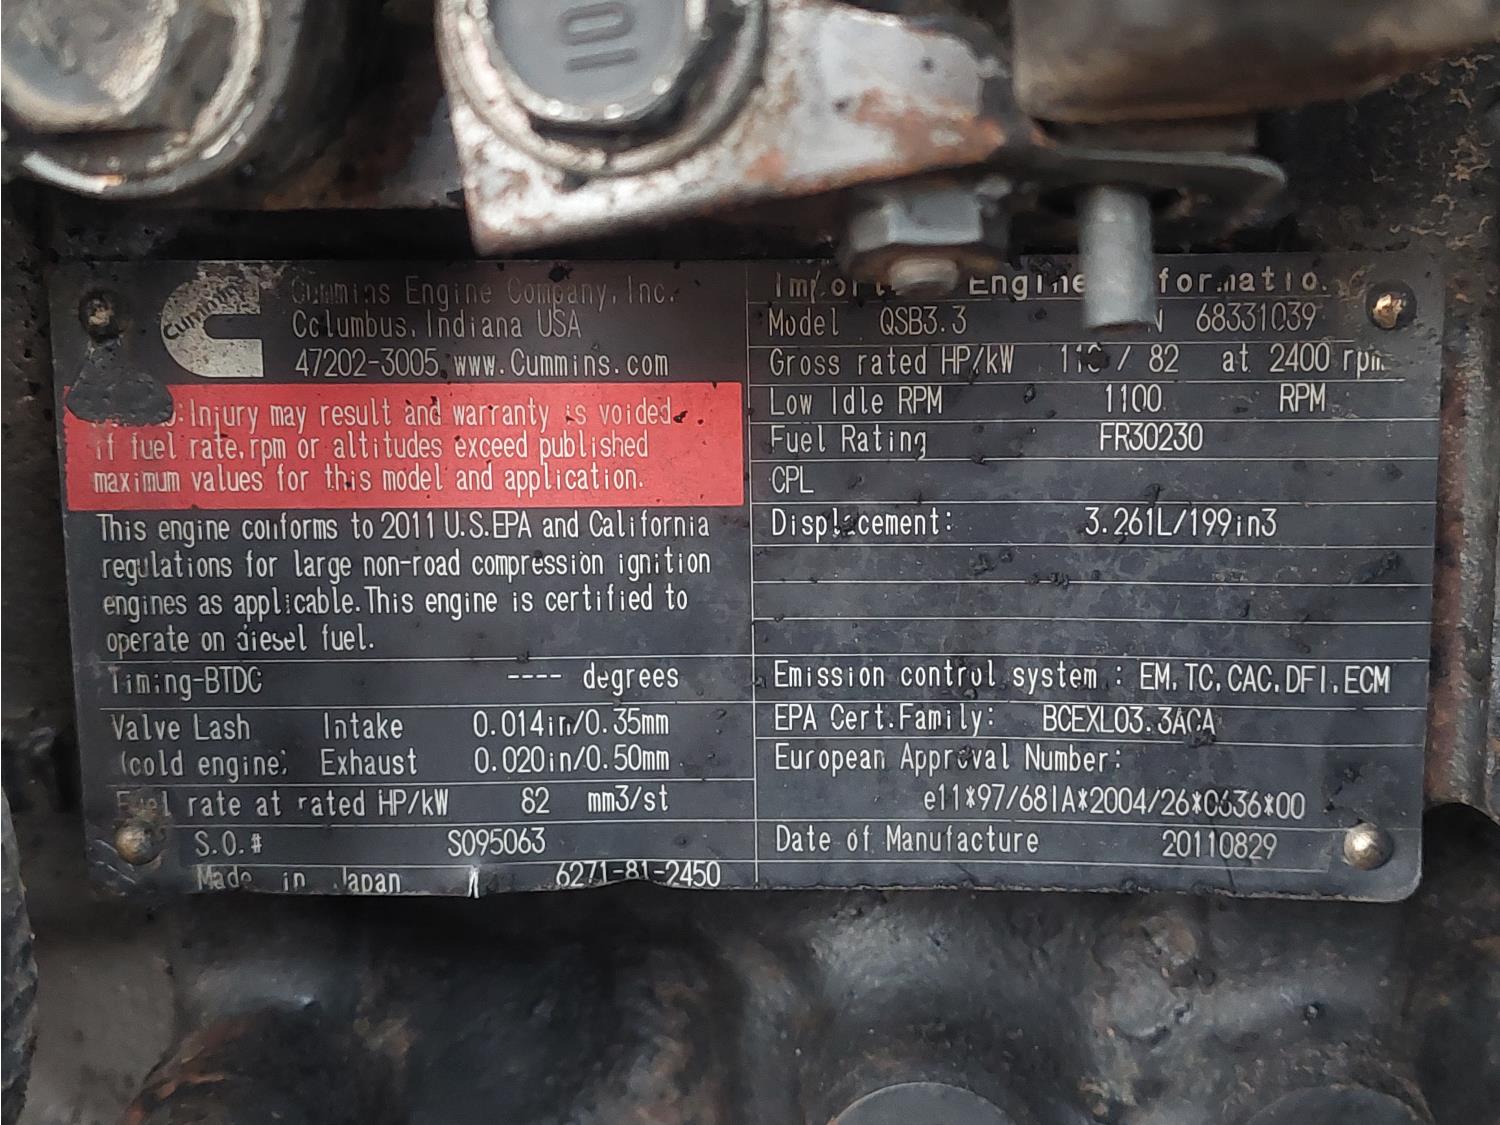 101
Cummins
Cummins Engine Company, Inc.
Columbus, Indiana USA
47202-3005 www.Cummins.com
Injury may result and warranty is voided
if fuel rate, rpm or altitudes exceed published
maximum values for this model and application.
This engine conforms to 2011 U.S.EPA and California
regulations for large non-road compression ignition
engines as applicable. This engine is certified to
operate on diesel fuel.
Timing-BTDC ---- degrees
Valve Lash Intake 0.014in/0.35mm
(cold engine) Exhaust 0.020in/0.50mm
Fuel rate at rated HP/kW 82 mm3/st
S.O.# SO95063
Made in Japan 6271-81-2450
Important Engine Information
Model QSB3.3 68331039
Gross rated HP/kW / 82 at 2400 rpm
Low Idle RPM 1100 RPM
Fuel Rating FR30230
CPL
Displacement: 3.261L/199in3
Emission control system : EM, TC, CAC, DFI, ECM
EPA Cert. Family: BCEXL03.3ACA
European Approval Number:
e11*97/68IA*2004/26*0636*00
Date of Manufacture 20110829